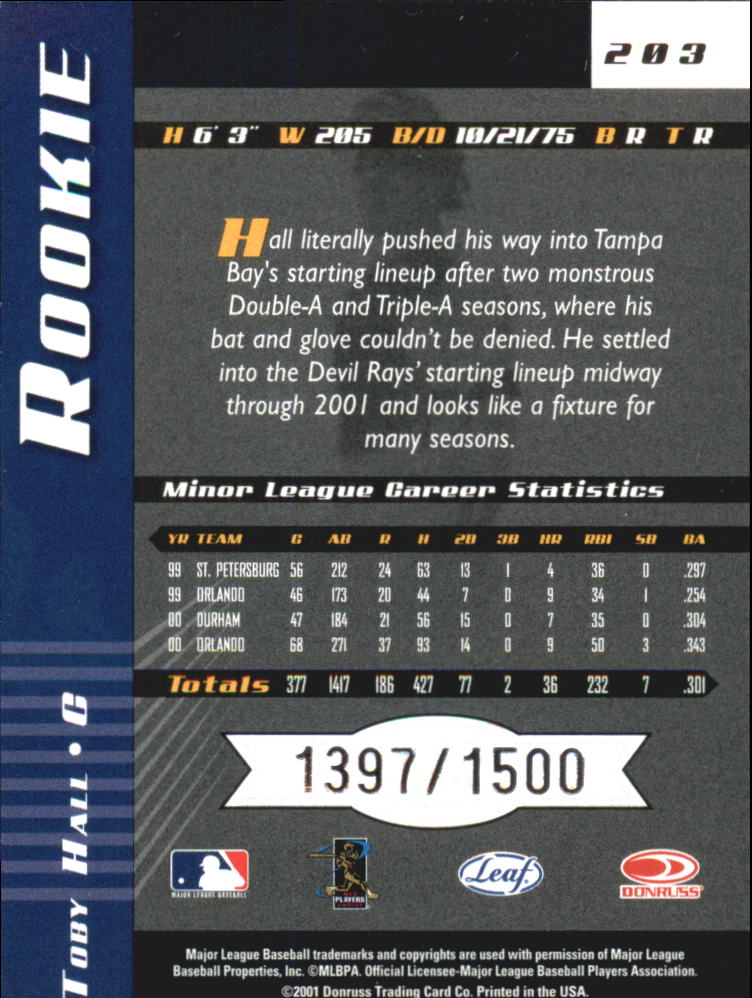 203
ROOKIE
H 6' 3" W 205 B/D 10/21/75 B R T R
Hall literally pushed his way into Tampa
Bay's starting lineup after two monstrous
Double-A and Triple-A seasons, where his
bat and glove couldn't be denied. He settled
into the Devil Rays' starting lineup midway
through 2001 and looks like a fixture for
many seasons.
Minor League Career Statistics
YR TEAM G AB R H 2B 3B HR RBI SB BA
99 ST. PETERSBURG 56 212 24 63 13 1 4 36 0 .297
99 ORLANDO 46 173 20 44 7 0 9 34 1 .254
00 DURHAM 47 184 21 56 15 0 7 35 0 .304
00 ORLANDO 68 271 37 93 14 0 9 50 3 .343
Totals 377 1417 186 427 77 2 36 232 7 .301
TOBY HALL • C
1397/1500
MAJOR LEAGUE BASEBALL
PLAYERS
Leaf
DONRUSS
Major League Baseball trademarks and copyrights are used with permission of Major League
Baseball Properties, Inc. ©MLBPA. Official Licensee-Major League Baseball Players Association.
©2001 Donruss Trading Card Co. Printed in the USA.